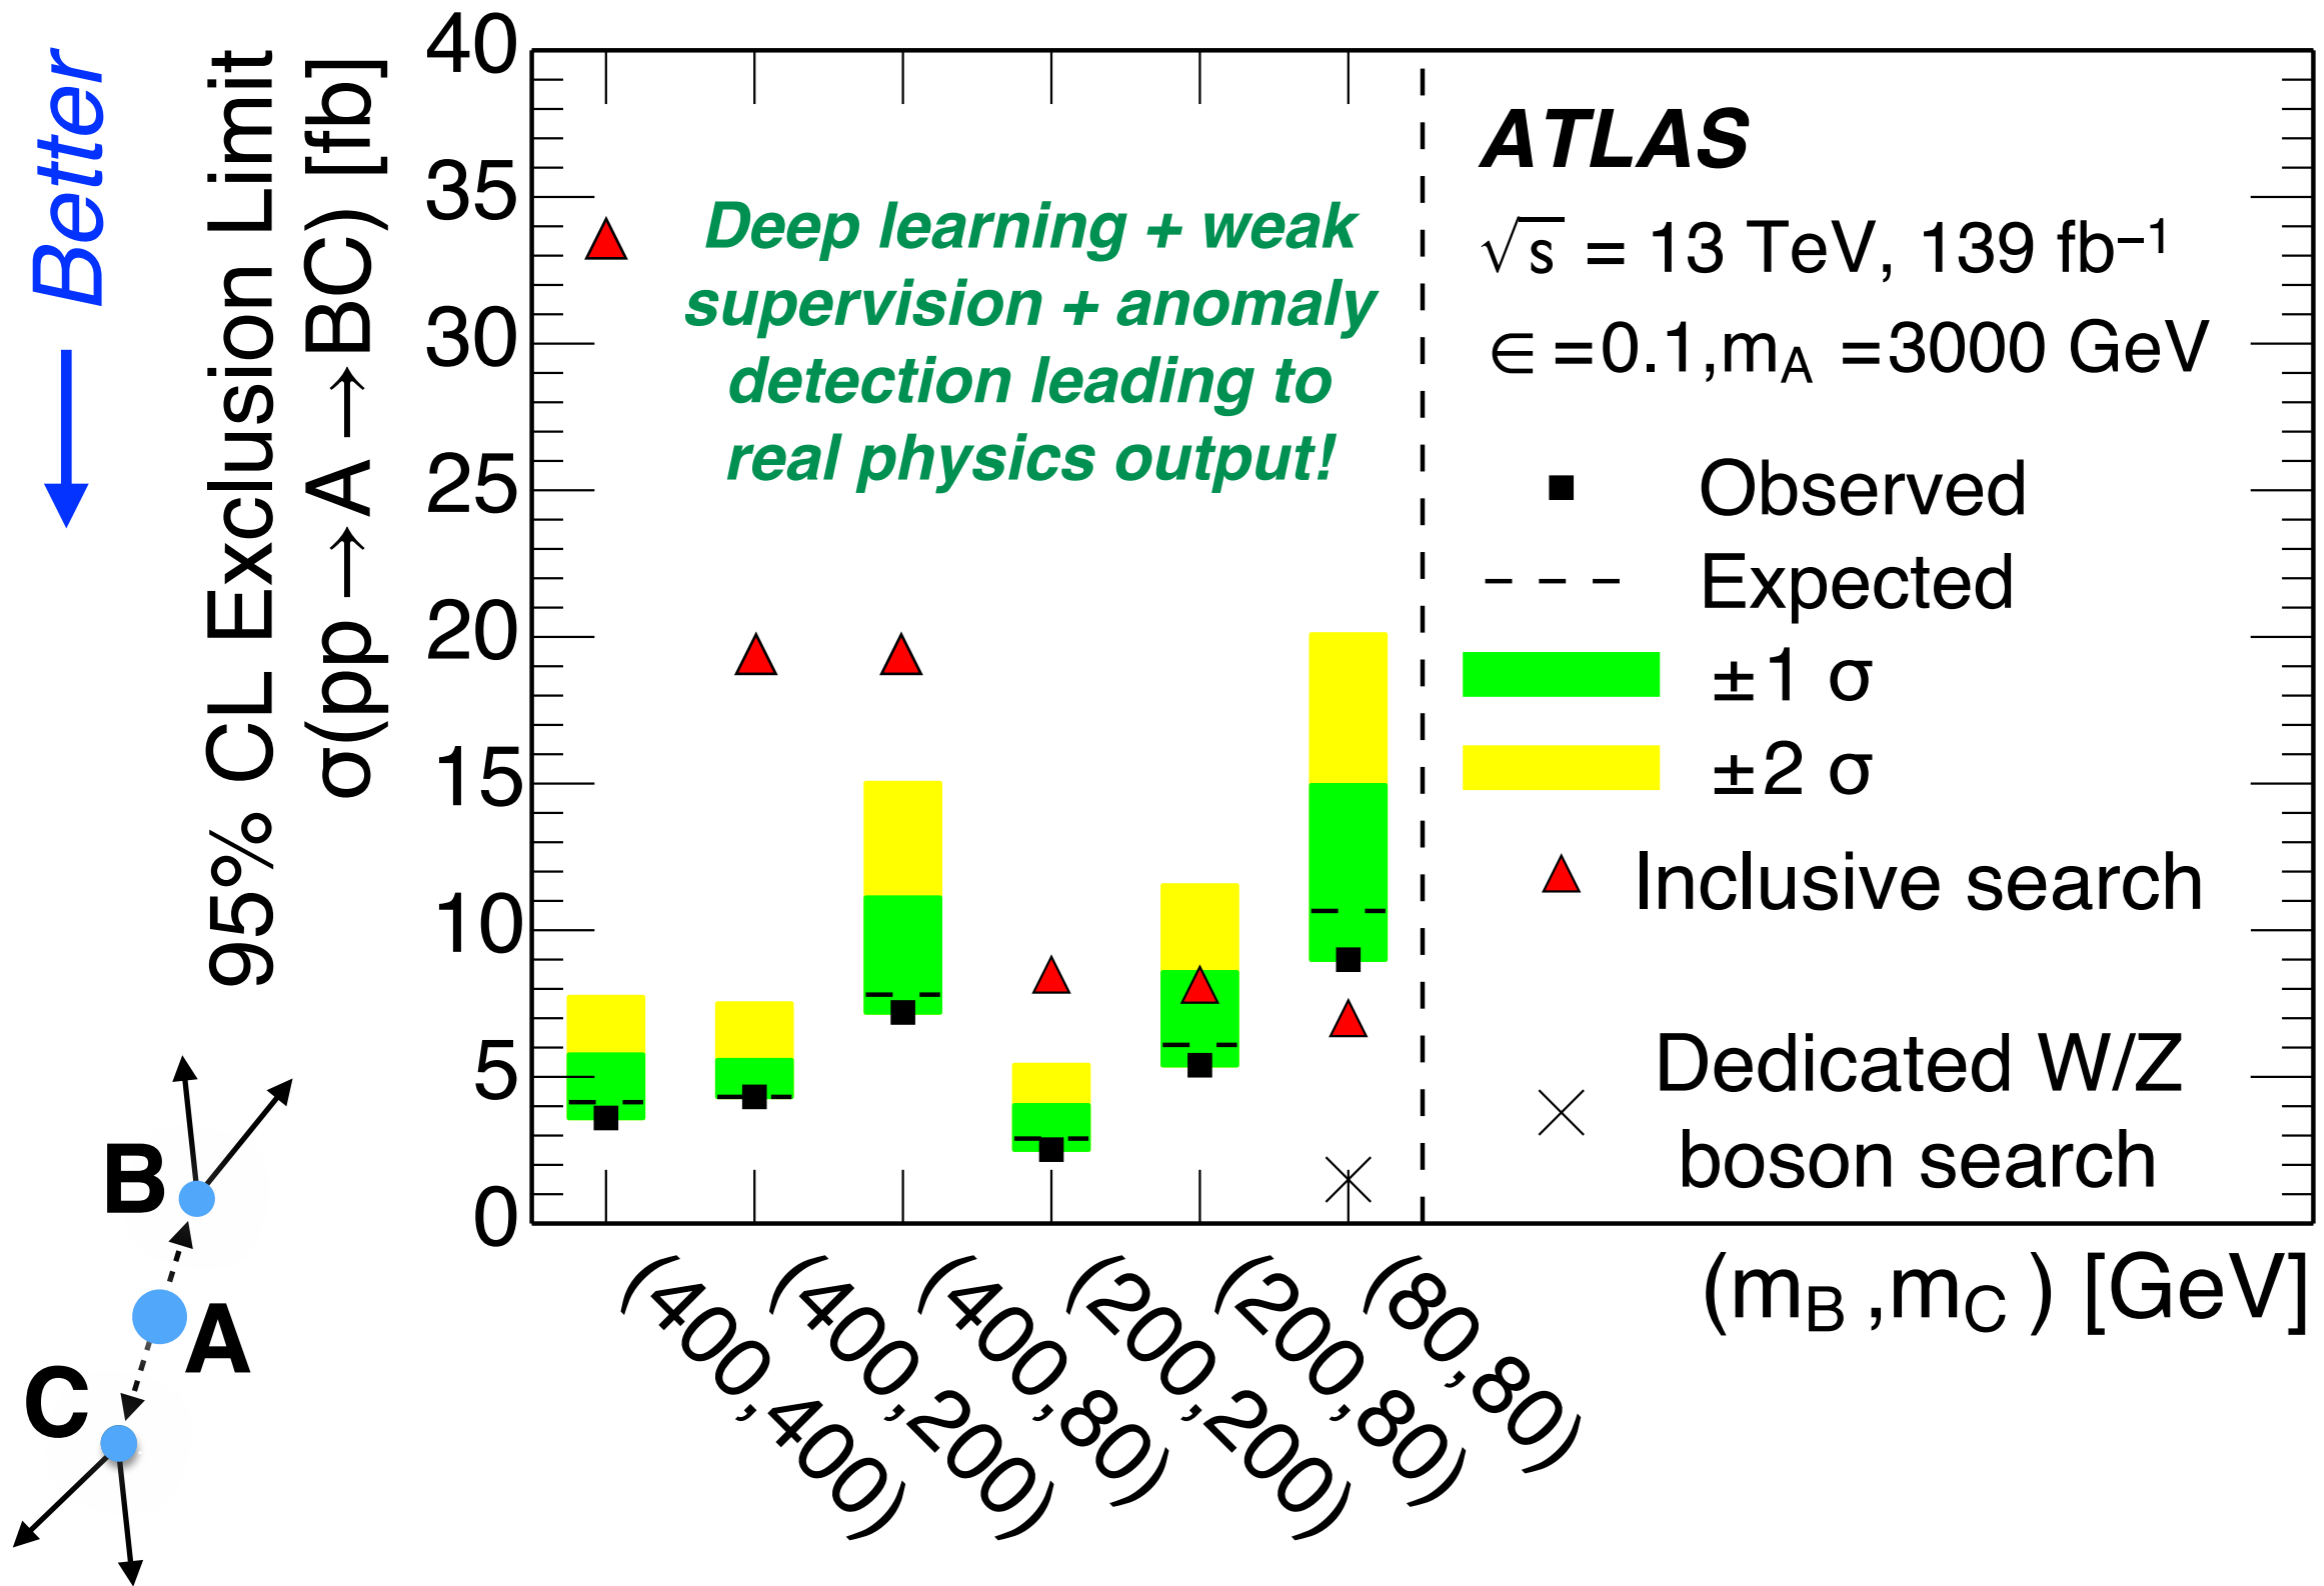 Better
95% CL Exclusion Limit
σ(pp→A→BC) [fb]
40
35
30
25
20
15
10
5
0
Deep learning + weak
supervision + anomaly
detection leading to
real physics output!
ATLAS
√s = 13 TeV, 139 fb⁻¹
∈=0.1,m_A =3000 GeV
Observed
Expected
±1 σ
±2 σ
Inclusive search
Dedicated W/Z
boson search
(400,400)
(400,200)
(400,80)
(200,200)
(200,80)
(80,80)
(m_B ,m_C ) [GeV]
B
A
C